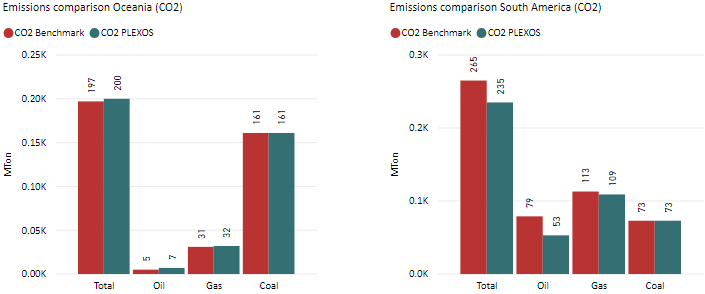 Emissions comparison Oceania (CO2)
CO2 Benchmark CO2 PLEXOS
0.25K
0.20K
0.15K
0.10K
0.05K
0.00K
MTon
197 200
5 7
31 32
161 161
Total Oil Gas Coal
Emissions comparison South America (CO2)
CO2 Benchmark CO2 PLEXOS
0.3K
0.2K
0.1K
0.0K
MTon
265 235
79 53
113 109
73 73
Total Oil Gas Coal